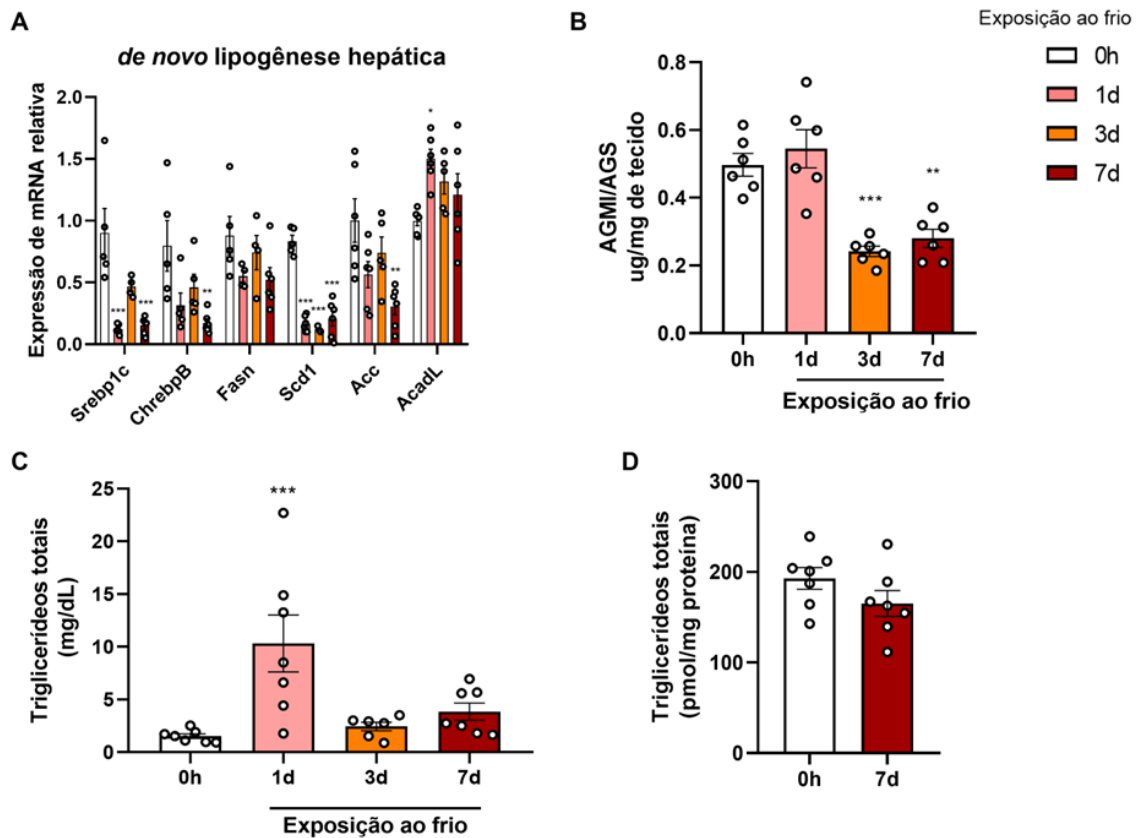 A
de novo lipogênese hepática
Expressão de mRNA relativa
2.0
1.5
1.0
0.5
0.0
***
***
**
***
***
***
**
*
Srebp1c
ChrebpB
Fasn
Scd1
Acc
AcadL
B
AGMI/AGS
ug/mg de tecido
0.8
0.6
0.4
0.2
0.0
***
**
0h
1d
3d
7d
Exposição ao frio
Exposição ao frio
0h
1d
3d
7d
C
Triglicerídeos totais
(mg/dL)
25
20
15
10
5
0
***
0h
1d
3d
7d
Exposição ao frio
D
Triglicerídeos totais
(pmol/mg proteína)
300
200
100
0
0h
7d